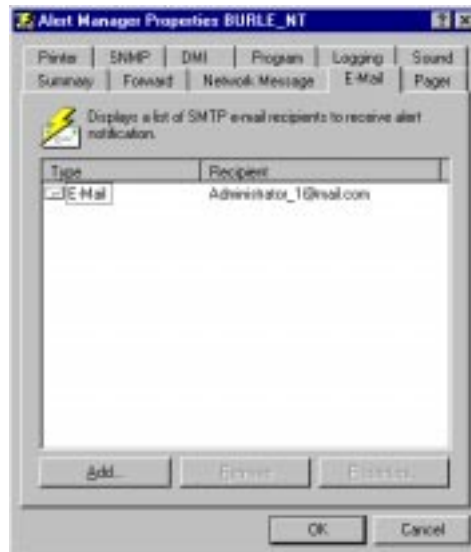 Alert Manager Properties BURLE_NT
Printer SNMP DMI Program Logging Sound
Summary Forward Network Message E-Mail Pager
Displays a list of SMTP e-mail recipients to receive alert
notification.
Type Recipient
E-Mail Administrator_1@mail.com
Add...
OK Cancel